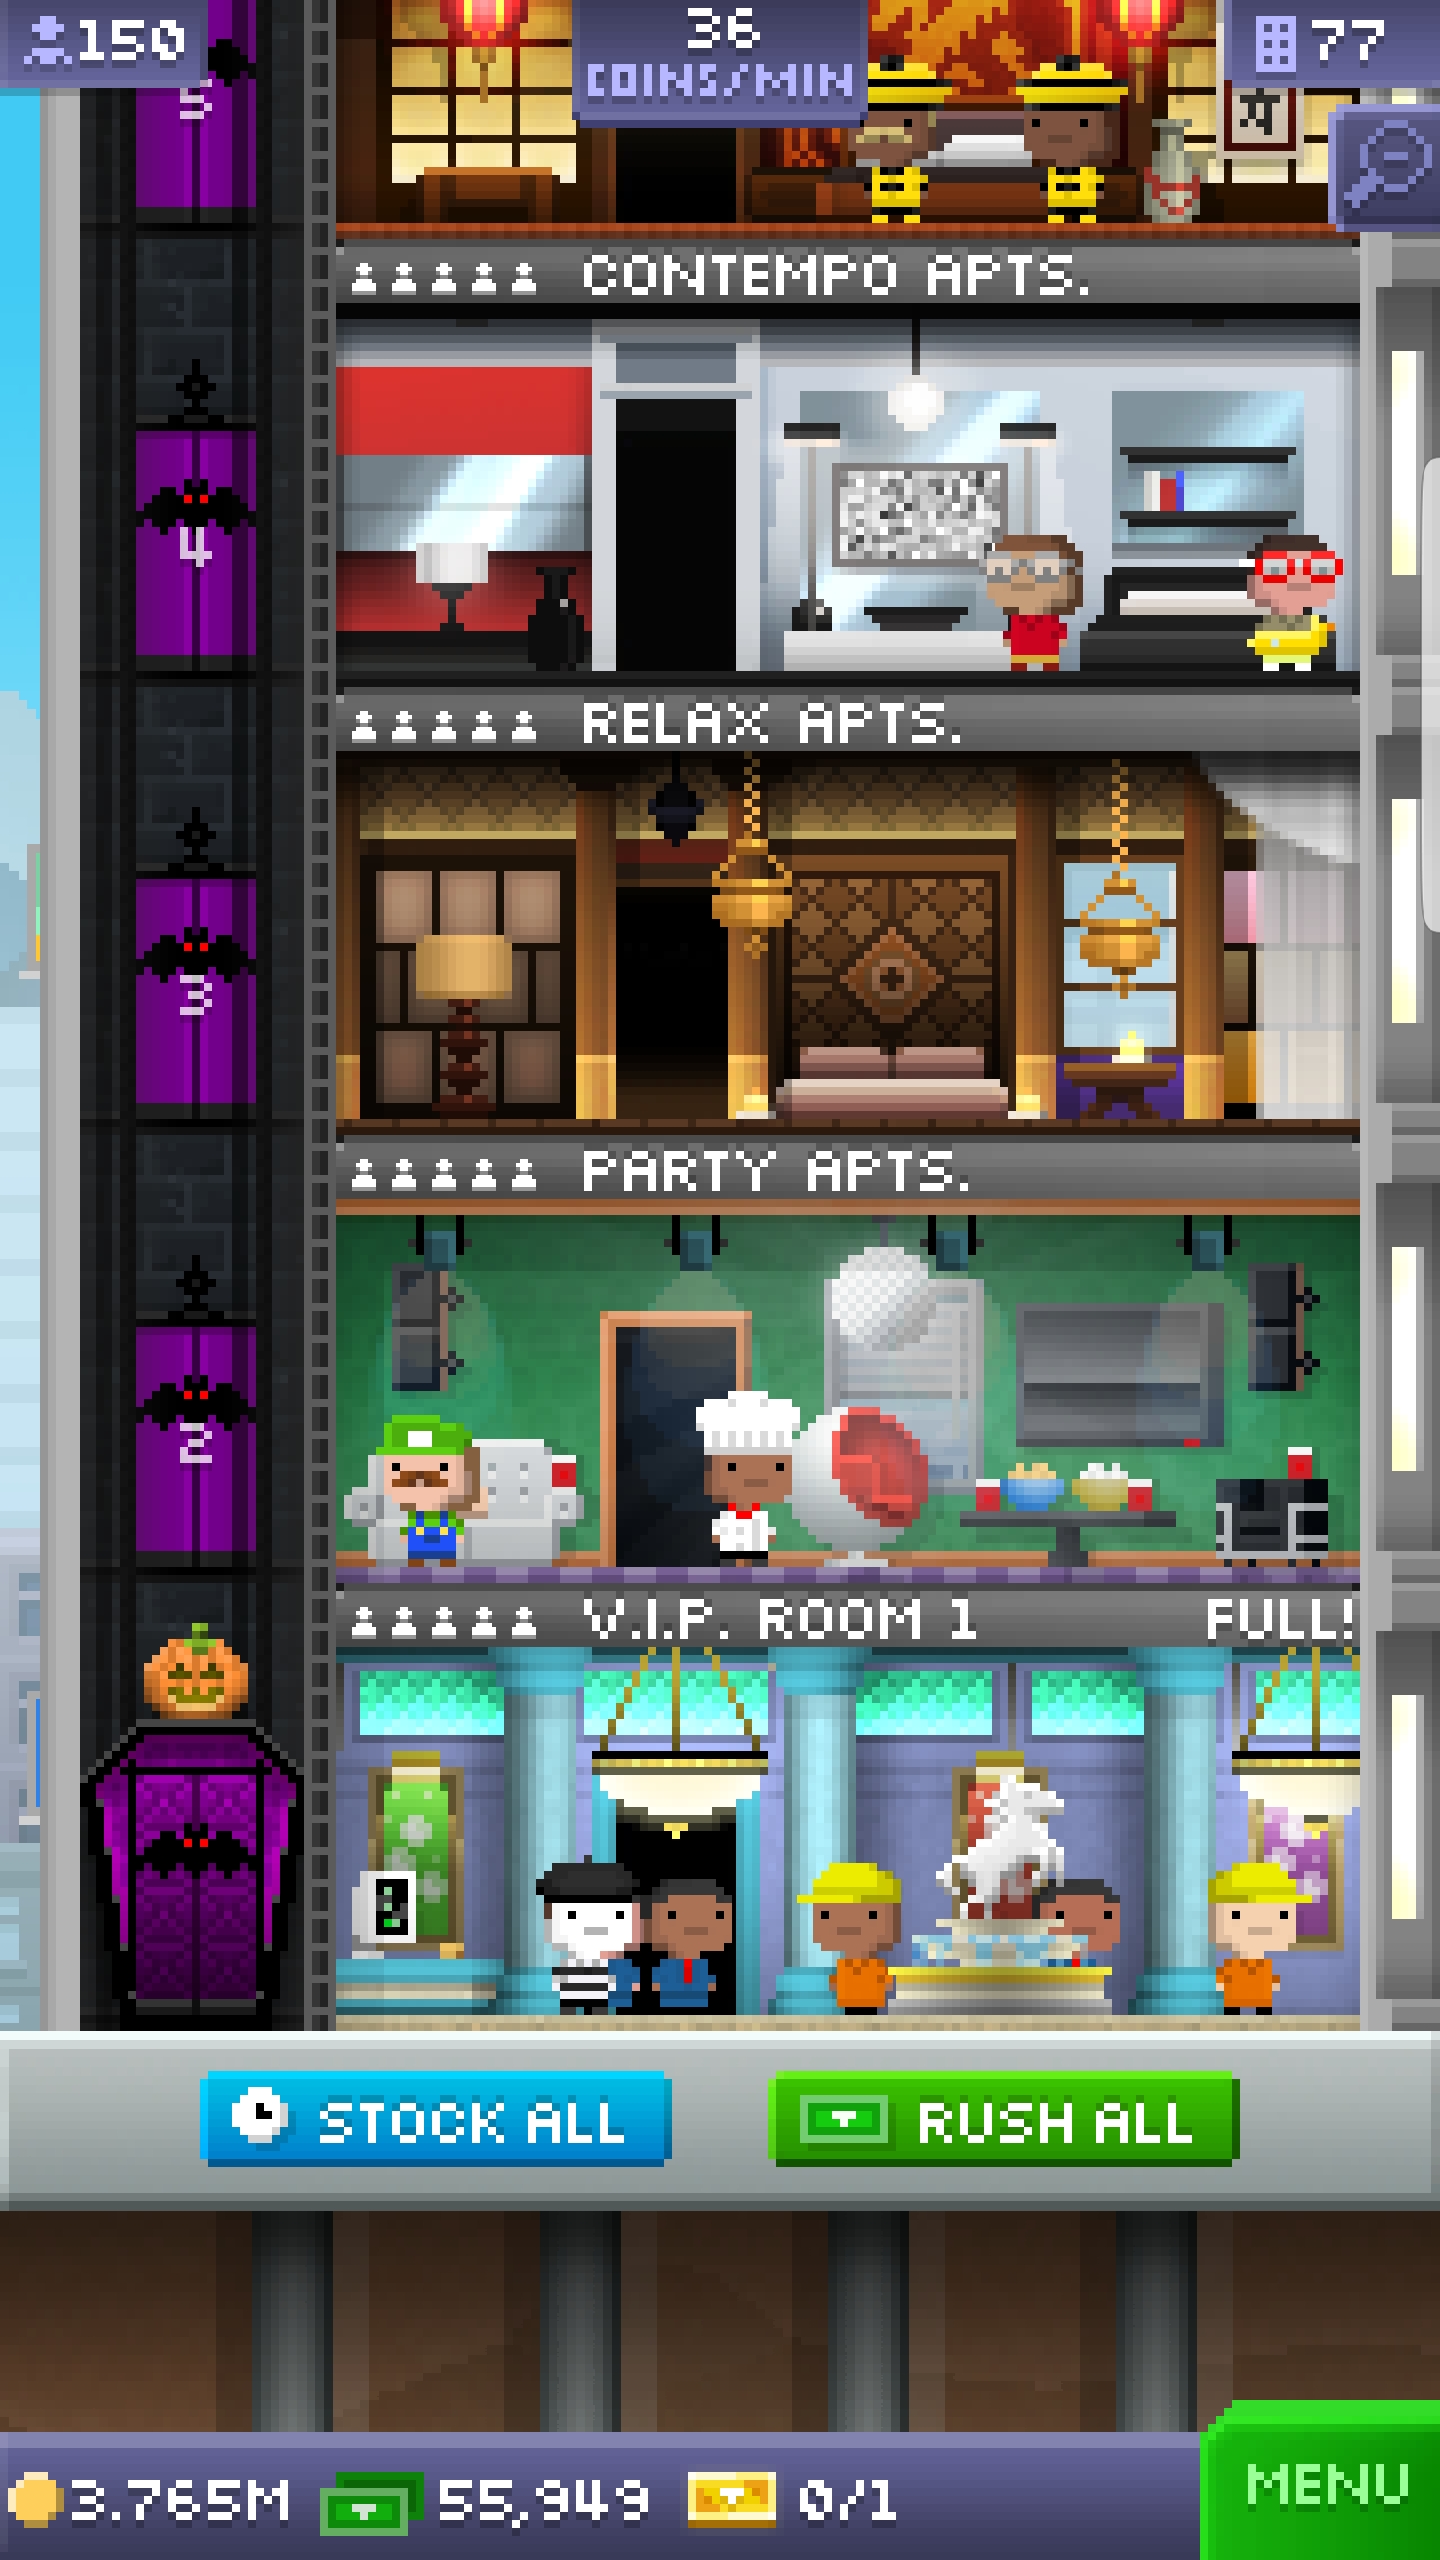 150
36
COINS/MIN
77
5
CONTEMPO APTS.
4
RELAX APTS.
3
PARTY APTS.
2
V.I.P. ROOM 1 FULL!
STOCK ALL
RUSH ALL
3.765M 55,949 0/1
MENU